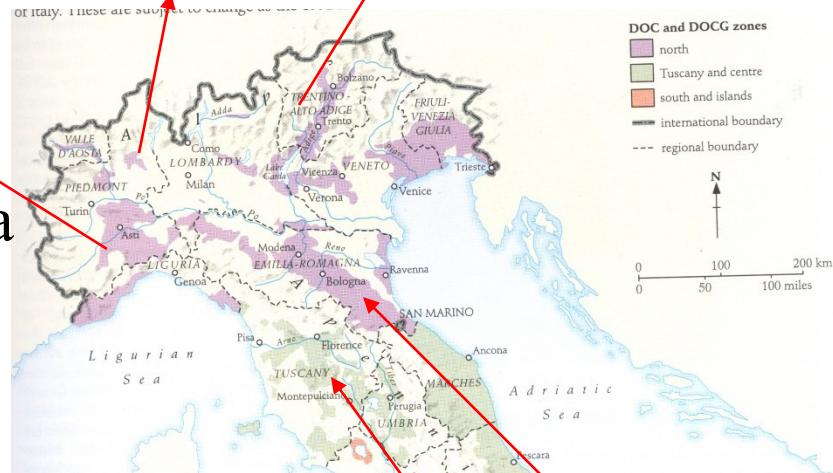 of Italy. These are subject to change as the
DOC and DOCG zones
north
Tuscany and centre
south and islands
international boundary
regional boundary
N
0 100 200 km
0 50 100 miles
A
l
p
Bolzano
TRENTINO -
ALTO ADIGE
Trento
Adige
FRIULI-
VENEZIA
GIULIA
Adda
VALLE
D'AOSTA
Como
LOMBARDY
Milan
Lake
Garda
Vicenza
VENETO
Piave
Trieste
Verona
Venice
PIEDMONT
Po
Turin
a
Asti
Po
Modena
Reno
EMILIA-ROMAGNA
Ravenna
LIGURIA
Genoa
Bologna
A
p
e
n
n
SAN MARINO
Pisa
Arno
Florence
Ligurian
Sea
TUSCANY
Tiber
Ancona
MARCHES
Montepulciano
Perugia
UMBRIA
Adriatic
Sea
Pescara